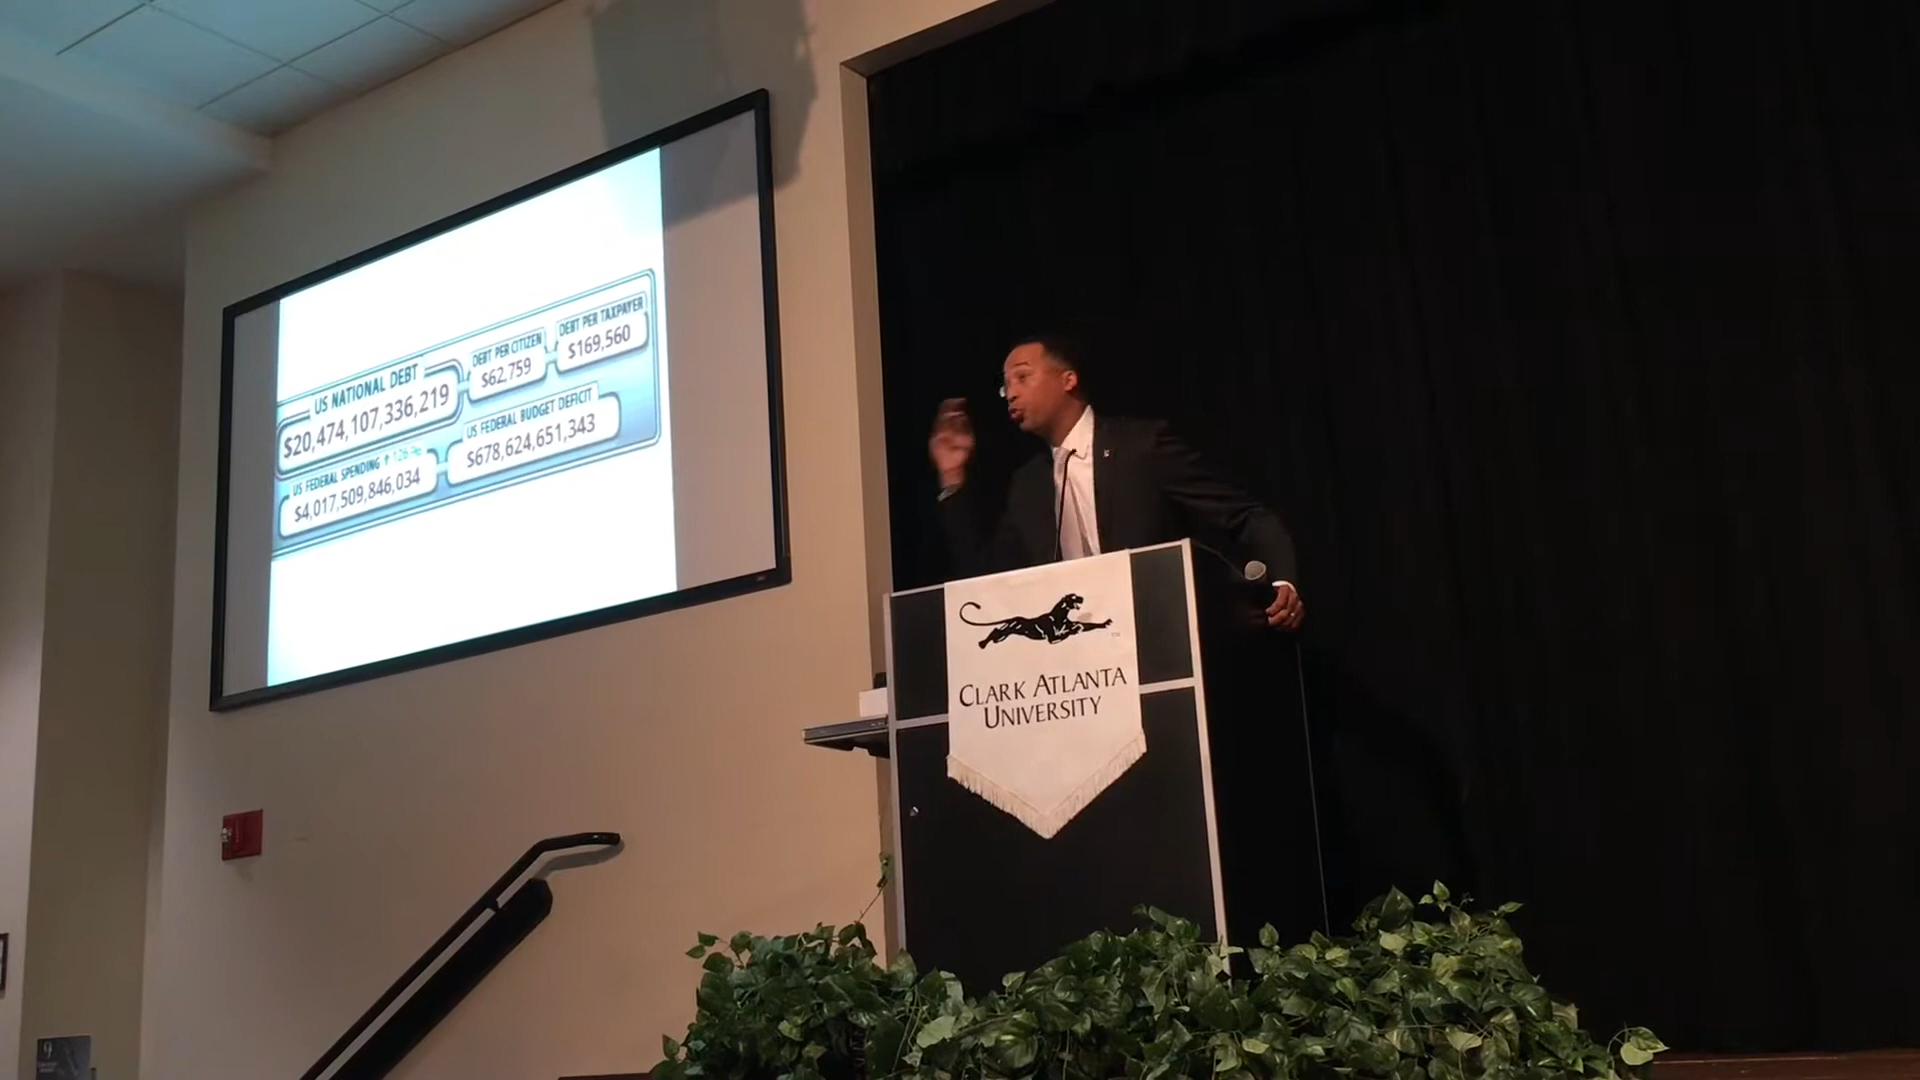 US NATIONAL DEBT
$20,474,107,336,219
DEBT PER CITIZEN
$62,759
DEBT PER TAXPAYER
$169,560
US FEDERAL SPENDING
$4,017,509,846,034
US FEDERAL BUDGET DEFICIT
$678,624,651,343
CLARK ATLANTA
UNIVERSITY